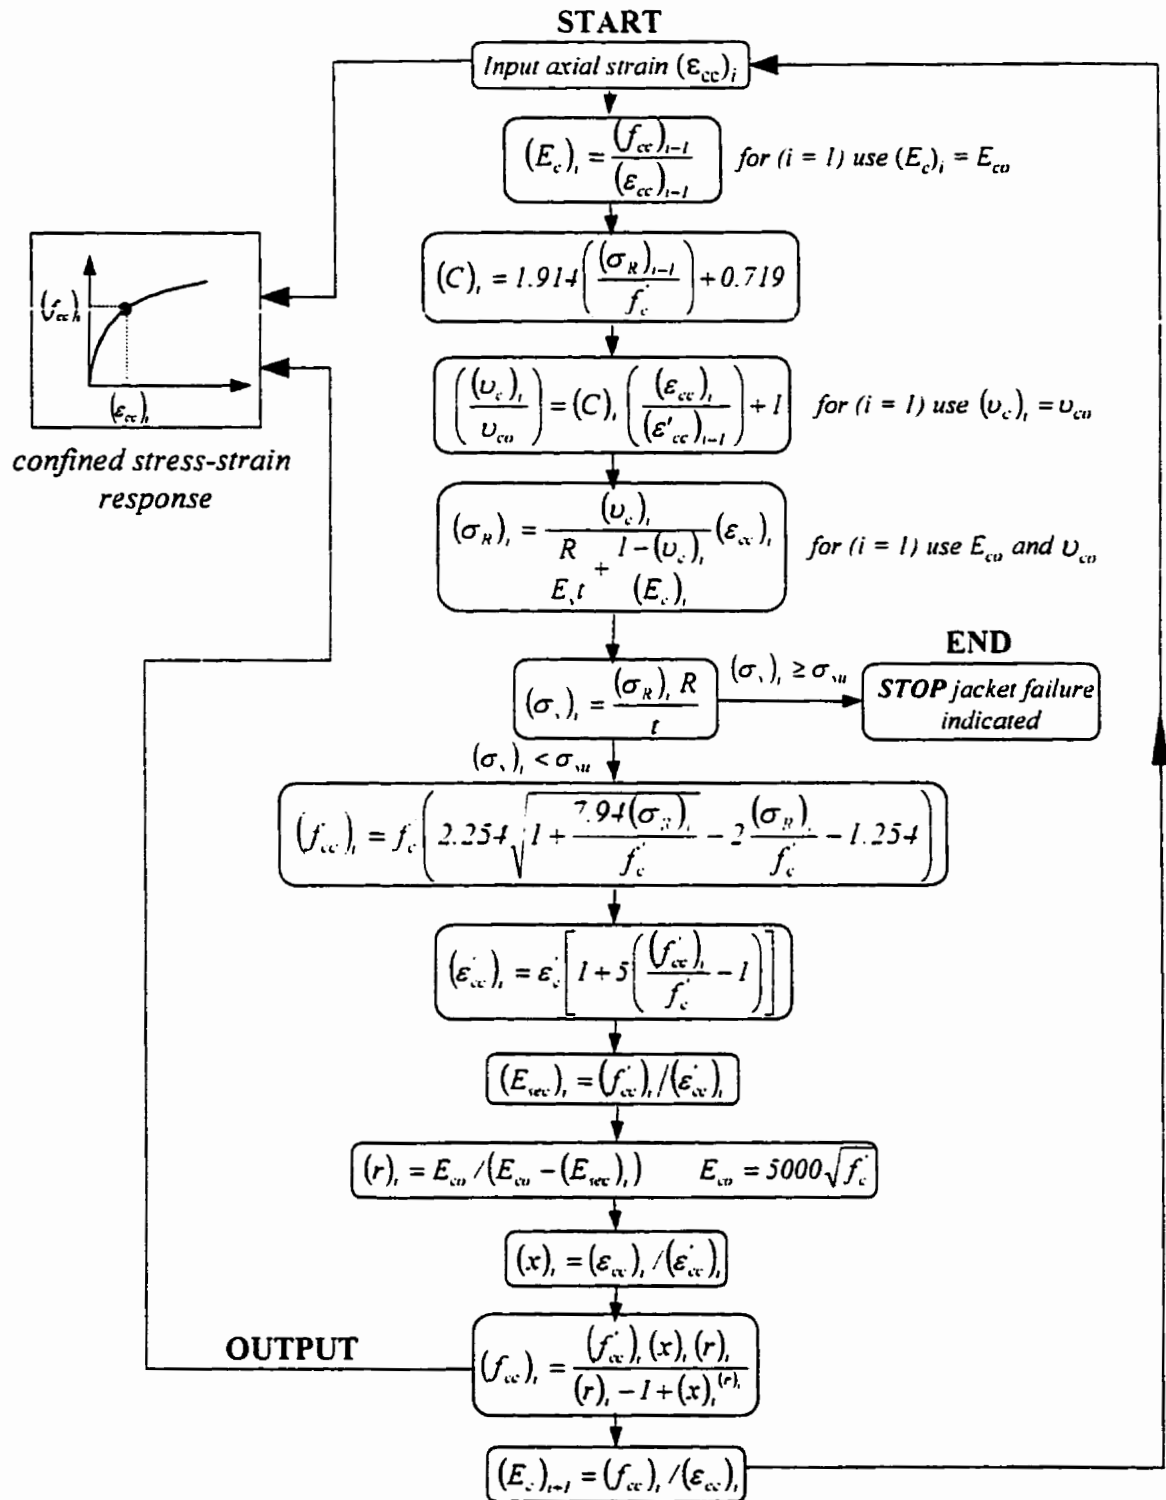 START
Input axial strain (ε_cc)_i
(E_c)_i = (f_cc)_{i-1} / (ε_cc)_{i-1}    for (i = 1) use (E_c)_i = E_co
(C)_i = 1.914 ( (σ_R)_{i-1} / f'_c ) + 0.719
( (υ_c)_i / υ_co ) = (C)_i ( (ε_cc)_i / (ε'_cc)_{i-1} ) + 1    for (i = 1) use (υ_c)_i = υ_co
(f_cc)_i
(ε_cc)_i
confined stress-strain
response
(σ_R)_i = (υ_c)_i / ( R / E_s t + (1 - (υ_c)_i) / (E_c)_i ) (ε_cc)_i    for (i = 1) use E_co and υ_co
END
(σ_s)_i = (σ_R)_i R / t
(σ_s)_i ≥ σ_su
STOP jacket failure
indicated
(σ_s)_i < σ_su
(f'_cc)_i = f'_c ( 2.254 √( 1 + 7.94 (σ_R)_i / f'_c ) - 2 (σ_R)_i / f'_c - 1.254 )
(ε'_cc)_i = ε'_c [ 1 + 5 ( (f'_cc)_i / f'_c - 1 ) ]
(E_sec)_i = (f'_cc)_i / (ε'_cc)_i
(r)_i = E_co / (E_co - (E_sec)_i)    E_co = 5000 √f'_c
(x)_i = (ε_cc)_i / (ε'_cc)_i
OUTPUT
(f_cc)_i = (f'_cc)_i (x)_i (r)_i / ( (r)_i - 1 + (x)_i^{(r)_i} )
(E_c)_{i+1} = (f_cc)_i / (ε_cc)_i